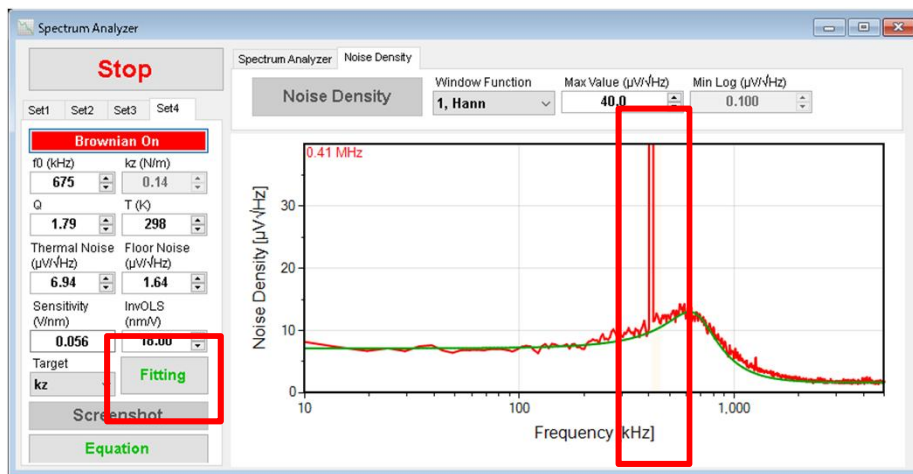 Spectrum Analyzer
Stop
Set1 Set2 Set3 Set4
Brownian On
f0 (kHz) kz (N/m)
675 0.14
Q T (K)
1.79 298
Thermal Noise Floor Noise
(µV/√Hz) (µV/√Hz)
6.94 1.64
Sensitivity InvOLS
(V/nm) (nm/V)
0.056 18.00
Target
kz
Fitting
Screenshot
Equation
Spectrum Analyzer Noise Density
Noise Density
Window Function Max Value (µV/√Hz) Min Log (µV/√Hz)
1, Hann 40.0 0.100
0.41 MHz
Noise Density [µV/√Hz]
30
20
10
0
10 100 1,000
Frequency [kHz]